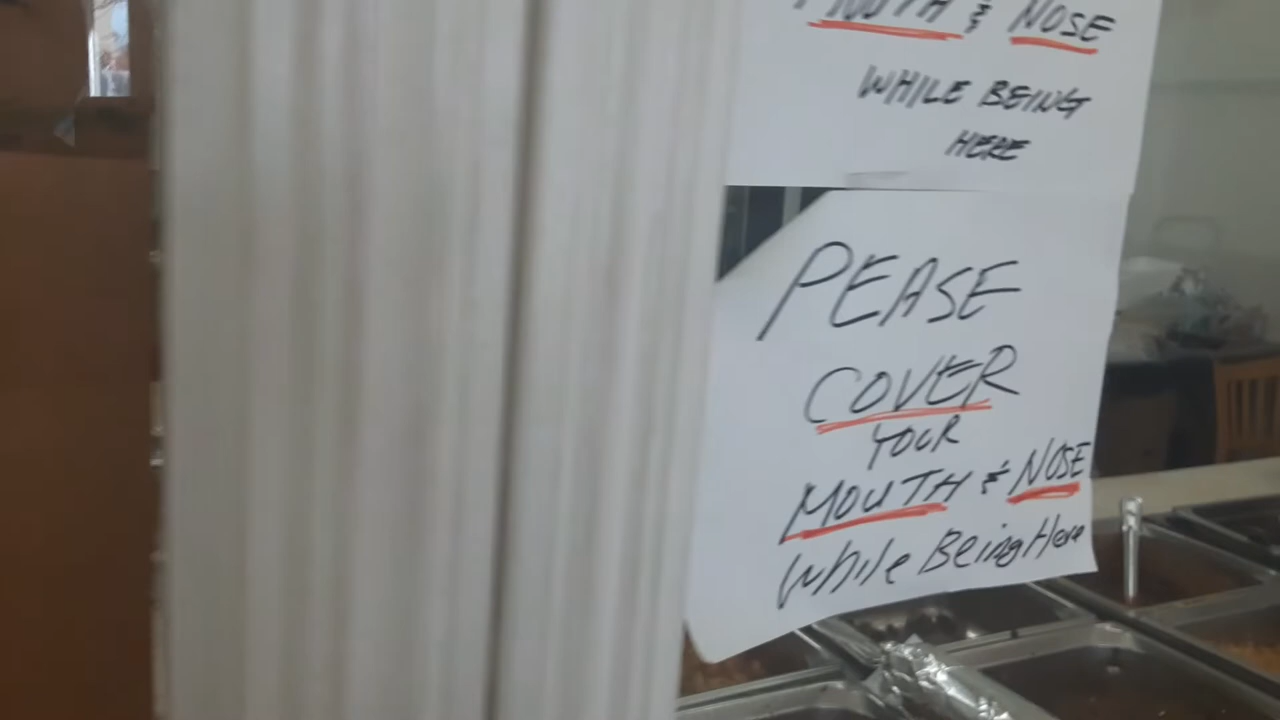 MOUTH & NOSE
WHILE BEING
HERE
PEASE
COVER
YOUR
MOUTH & NOSE
While Being Here